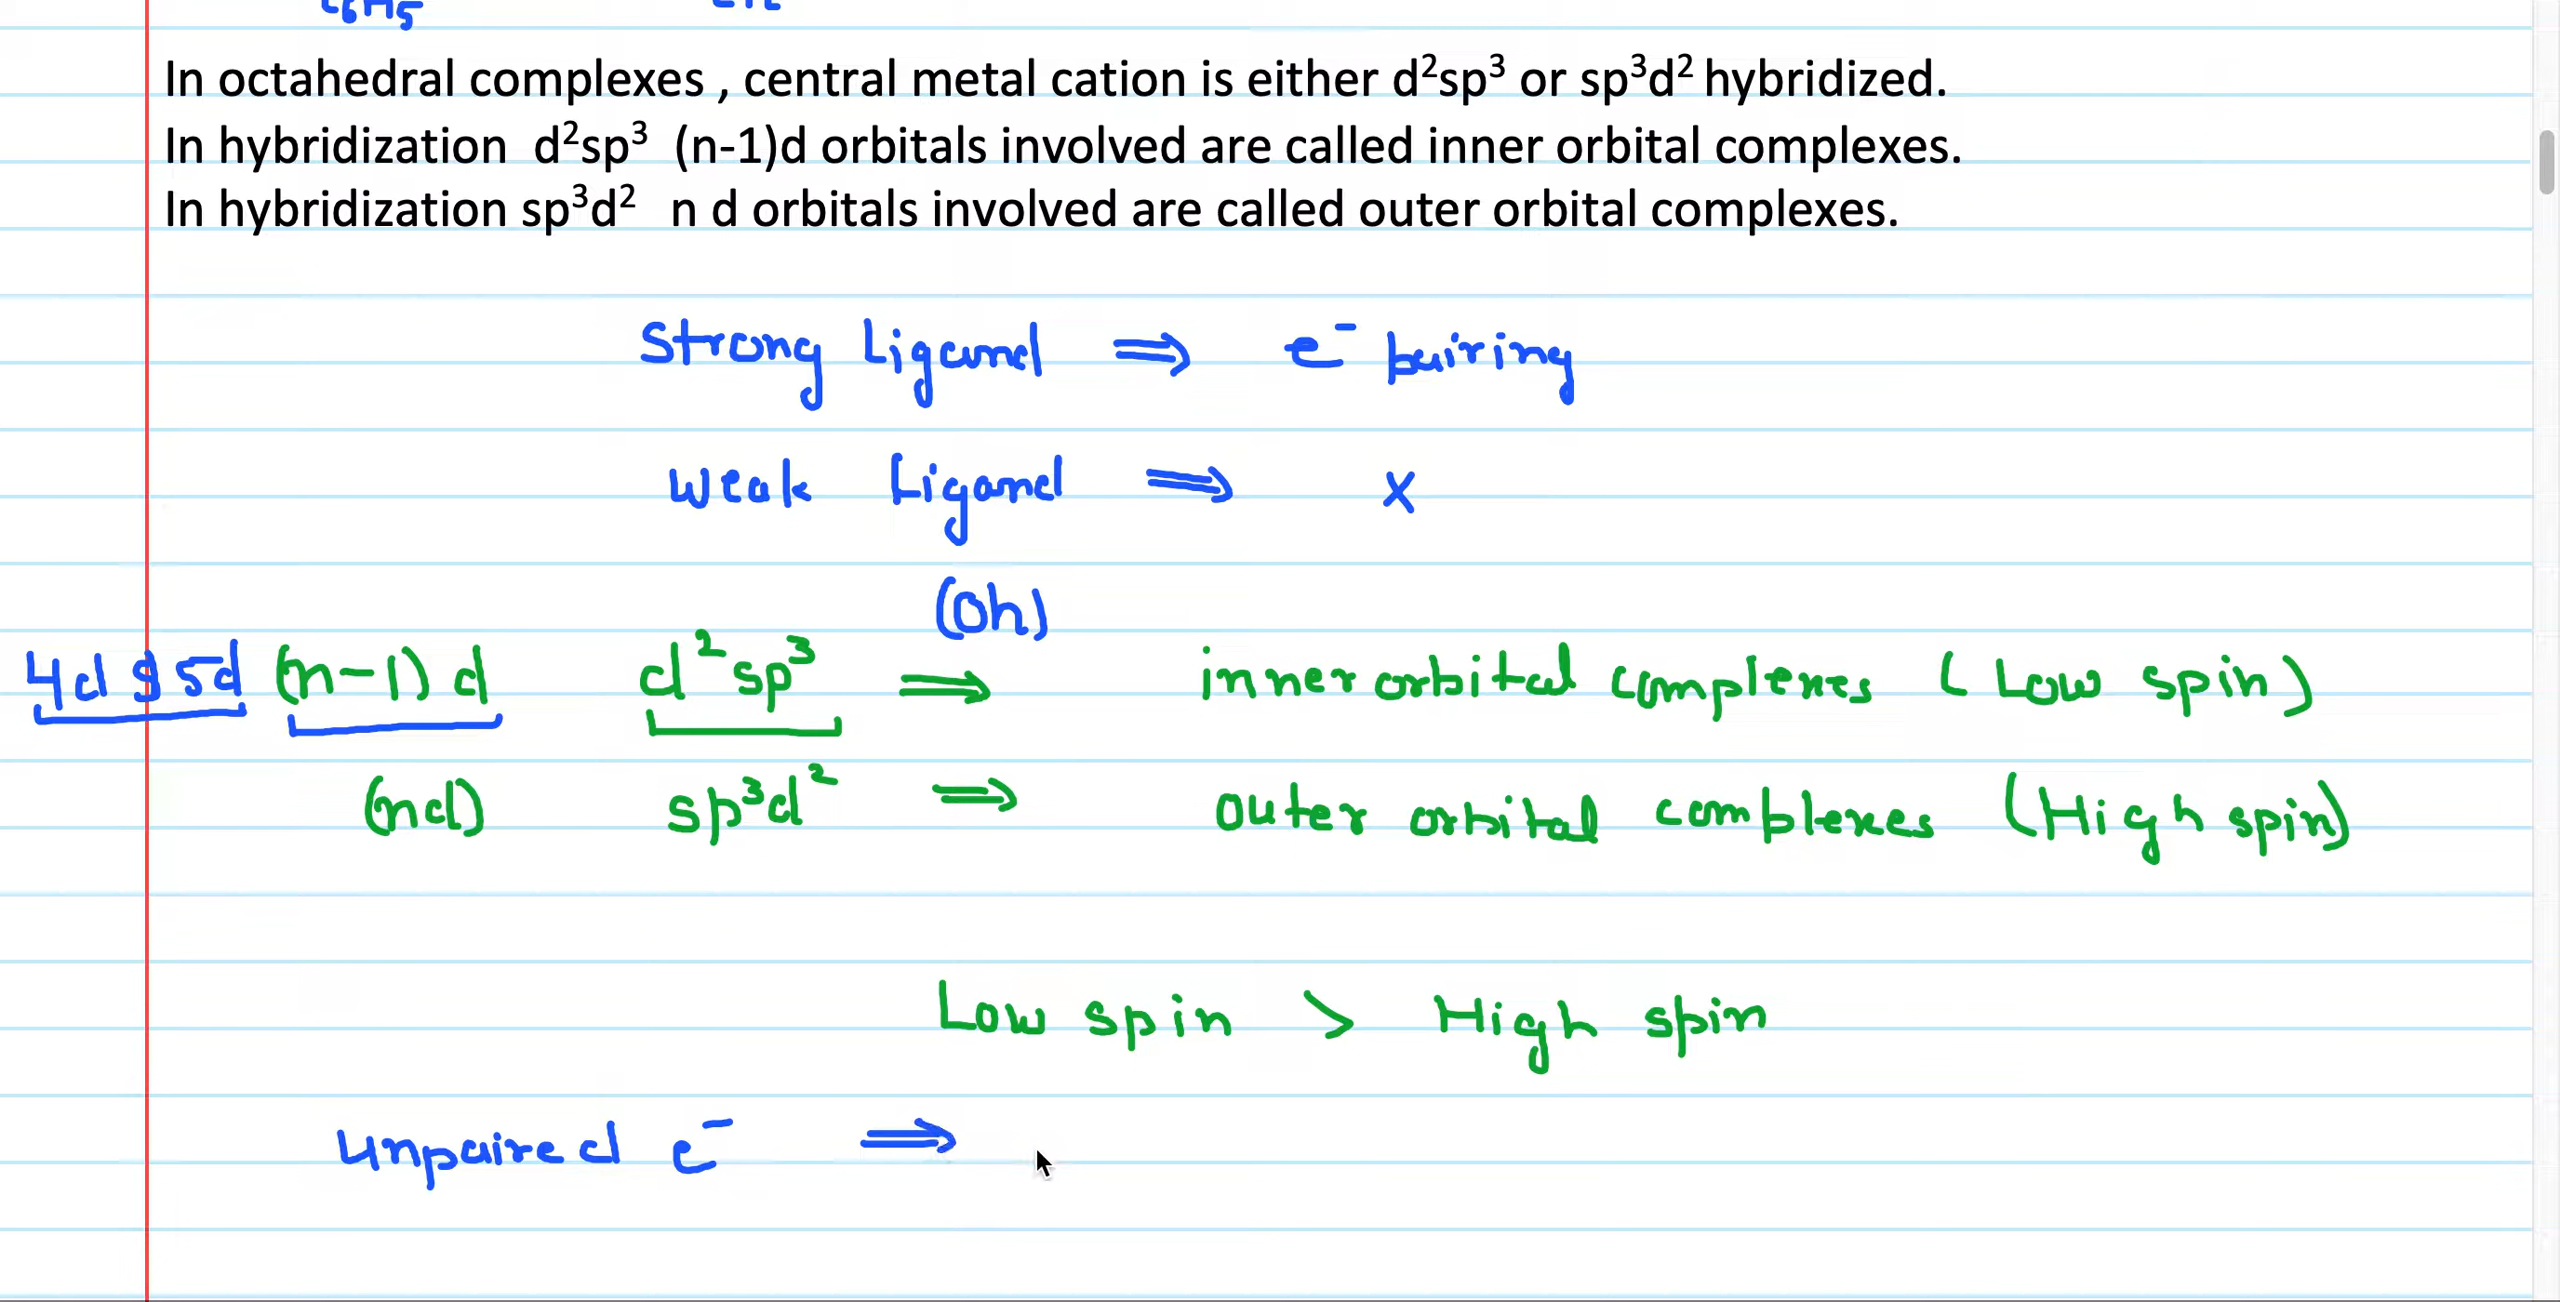 C6H5
In octahedral complexes , central metal cation is either d²sp³ or sp³d² hybridized.
In hybridization d²sp³ (n-1)d orbitals involved are called inner orbital complexes.
In hybridization sp³d² n d orbitals involved are called outer orbital complexes.
Strong Ligand ⇒ e⁻ pairing
Weak Ligand ⇒ x
(Oh)
4d & 5d (n-1) d d²sp³ ⇒ inner orbital complexes (Low spin)
(nd) sp³d² ⇒ outer orbital complexes (High spin)
Low spin > High spin
Unpaired e⁻ ⇒